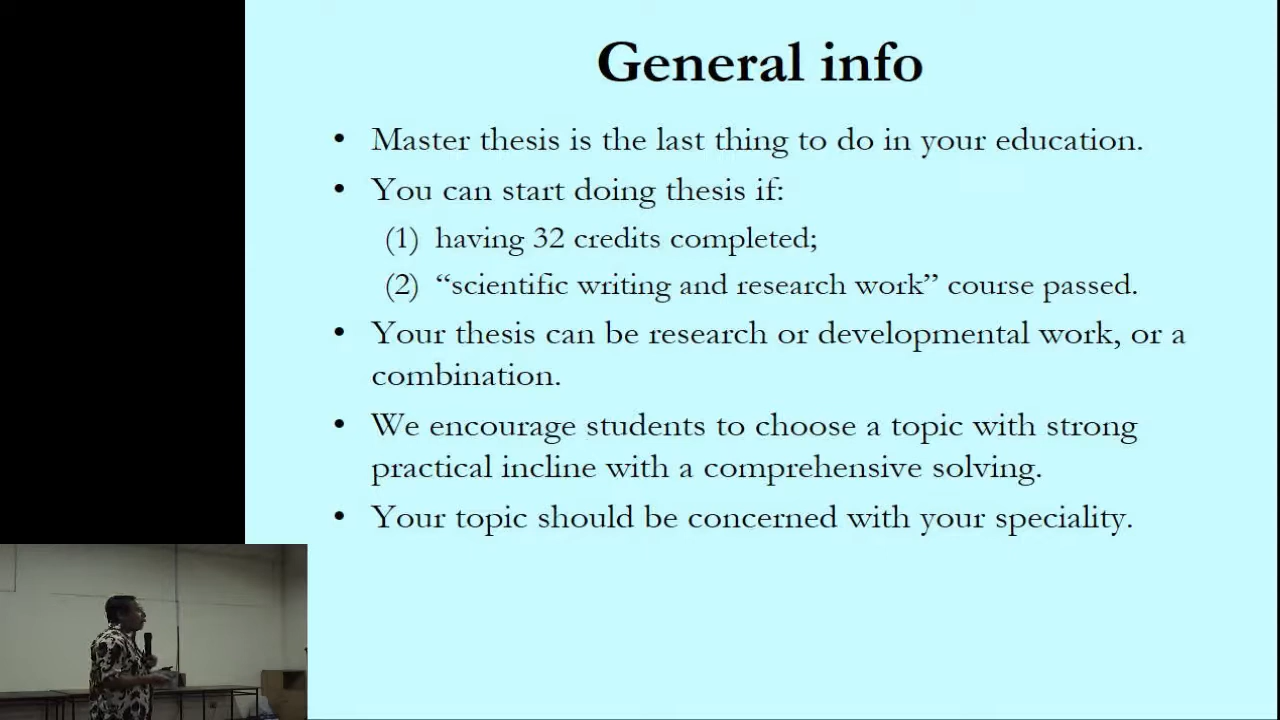 General info
• Master thesis is the last thing to do in your education.
• You can start doing thesis if:
(1) having 32 credits completed;
(2) “scientific writing and research work” course passed.
• Your thesis can be research or developmental work, or a
combination.
• We encourage students to choose a topic with strong
practical incline with a comprehensive solving.
• Your topic should be concerned with your speciality.